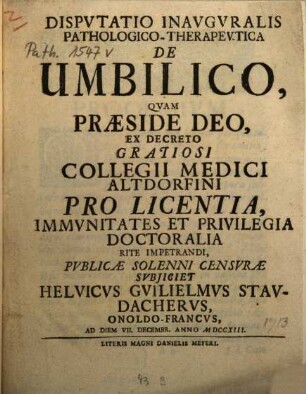 DISPVTATIO INAVGVRALIS
PATHOLOGICO-THERAPEVTICA
Path. 1547 v
DE
UMBILICO,
QVAM
PRÆSIDE DEO,
EX DECRETO
GRATIOSI
COLLEGII MEDICI
ALTDORFINI
PRO LICENTIA,
IMMVNITATES ET PRIVILEGIA
DOCTORALIA
RITE IMPETRANDI,
PVBLICÆ SOLENNI CENSVRÆ
SVBJICIET
HELVICVS GVILIELMVS STAV-
DACHERVS,
ONOLDO-FRANCVS,
AD DIEM VII. DECEMBR. ANNO MDCCXIII.
1713
LITERIS MAGNI DANIELIS MEYERI.